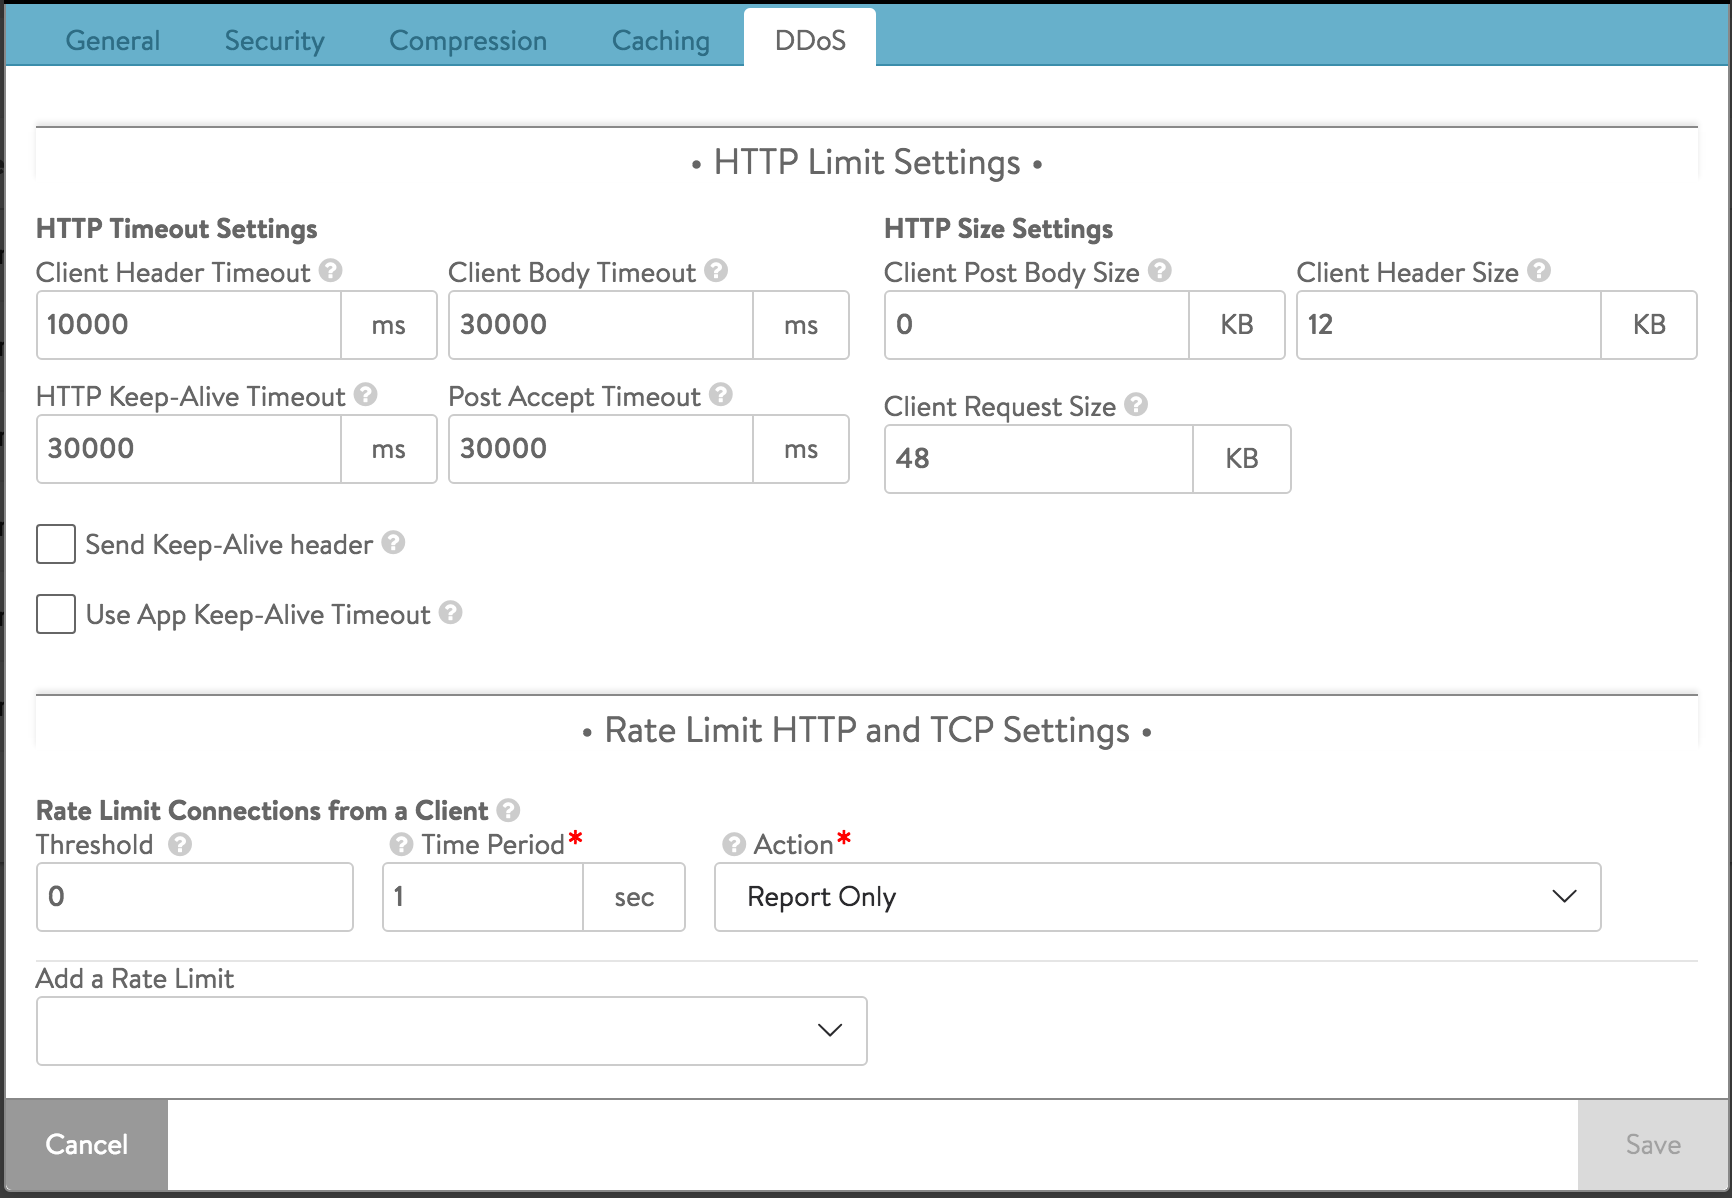 General Security Compression Caching DDoS
• HTTP Limit Settings •
HTTP Timeout Settings HTTP Size Settings
Client Header Timeout ? Client Body Timeout ? Client Post Body Size ? Client Header Size ?
10000 ms 30000 ms 0 KB 12 KB
HTTP Keep-Alive Timeout ? Post Accept Timeout ? Client Request Size ?
30000 ms 30000 ms 48 KB
Send Keep-Alive header ?
Use App Keep-Alive Timeout ?
• Rate Limit HTTP and TCP Settings •
Rate Limit Connections from a Client ?
Threshold ? ? Time Period* ? Action*
0 1 sec Report Only
Add a Rate Limit
Cancel Save